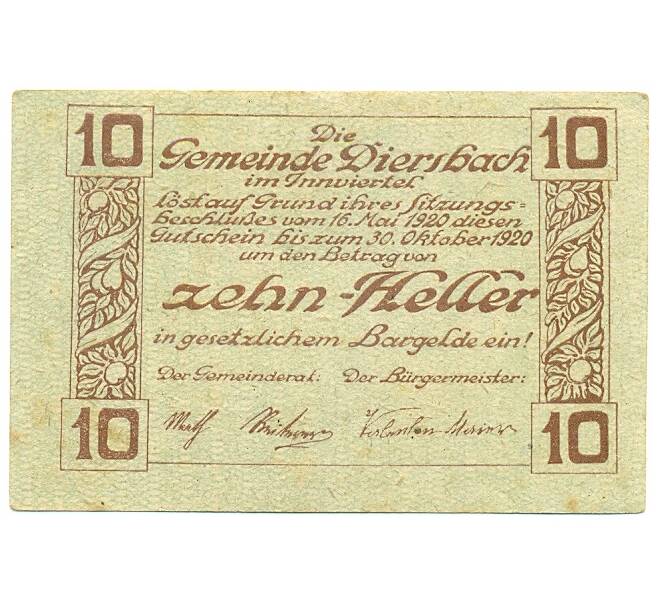 10 10
Die
Gemeinde Diersbach
im Innviertel
löst auf Grund ihres Sitzungs=
beschlußes vom 16. Mai 1920 diesen
Gutschein bis zum 30. Oktober 1920
um den Betrag von
zehn-Heller
in gesetzlichem Bargelde ein!
Der Gemeinderat: Der Bürgermeister:
10 10